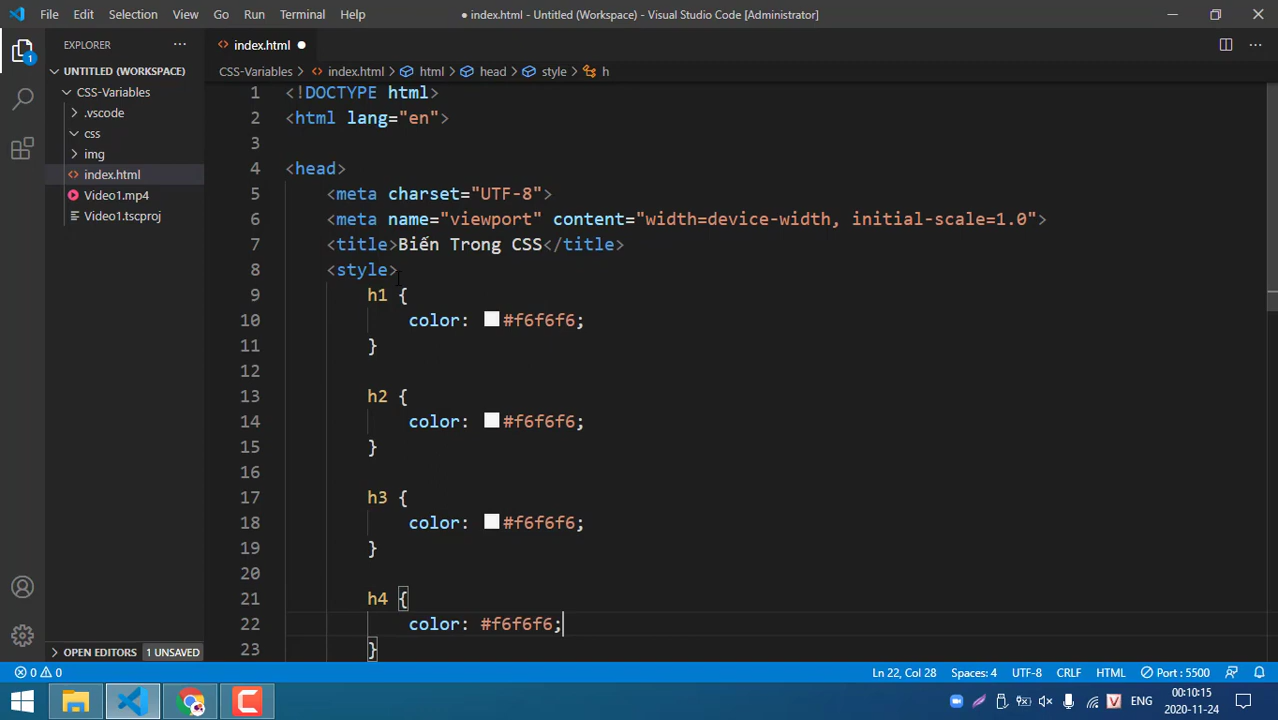 File Edit Selection View Go Run Terminal Help
● index.html - Untitled (Workspace) - Visual Studio Code [Administrator]
EXPLORER
index.html
UNTITLED (WORKSPACE)
CSS-Variables > index.html > html > head > style > h
CSS-Variables
.vscode
css
img
index.html
Video1.mp4
Video1.tscproj
1
1 <!DOCTYPE html>
2 <html lang="en">
3
4 <head>
5 <meta charset="UTF-8">
6 <meta name="viewport" content="width=device-width, initial-scale=1.0">
7 <title>Biến Trong CSS</title>
8 <style>
9 h1 {
10 color: #f6f6f6;
11 }
12
13 h2 {
14 color: #f6f6f6;
15 }
16
17 h3 {
18 color: #f6f6f6;
19 }
20
21 h4 {
22 color: #f6f6f6;
23 }
OPEN EDITORS 1 UNSAVED
0 0
Ln 22, Col 28 Spaces: 4 UTF-8 CRLF HTML Port : 5500
V ENG
00:10:15
2020-11-24